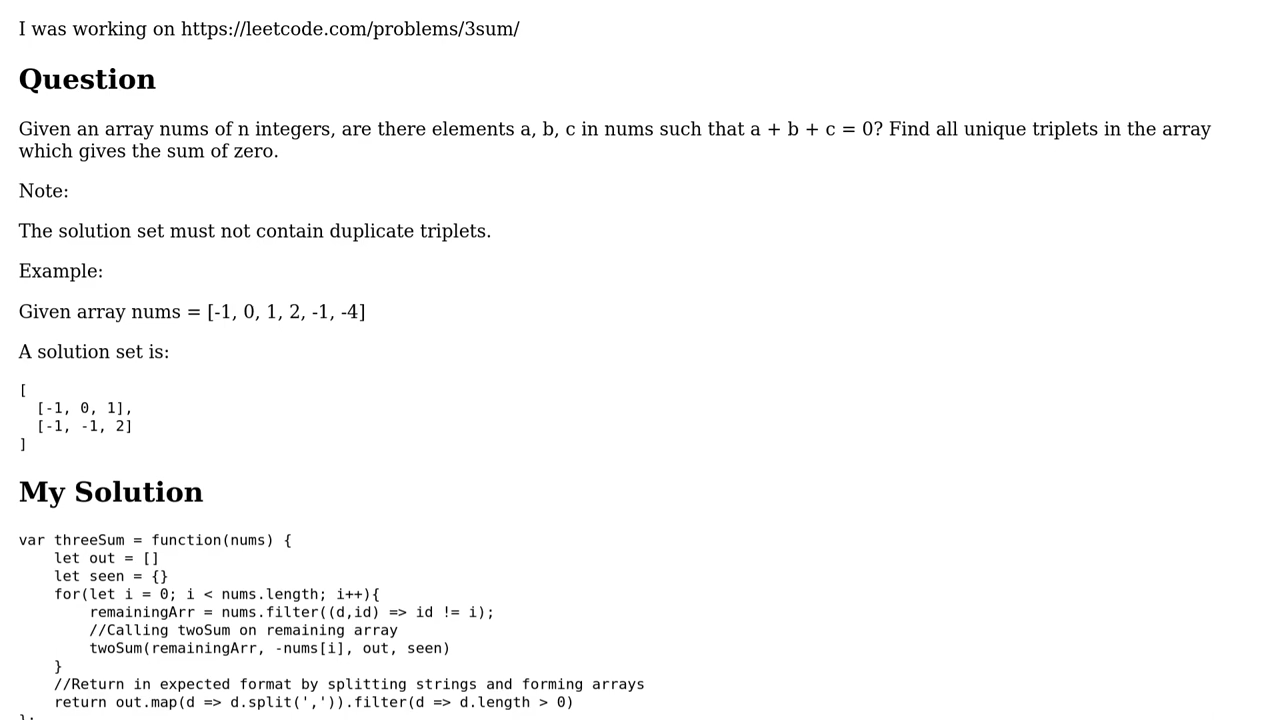 I was working on https://leetcode.com/problems/3sum/
Question
Given an array nums of n integers, are there elements a, b, c in nums such that a + b + c = 0? Find all unique triplets in the array
which gives the sum of zero.
Note:
The solution set must not contain duplicate triplets.
Example:
Given array nums = [-1, 0, 1, 2, -1, -4]
A solution set is:
[
  [-1, 0, 1],
  [-1, -1, 2]
]
My Solution
var threeSum = function(nums) {
    let out = []
    let seen = {}
    for(let i = 0; i < nums.length; i++){
        remainingArr = nums.filter((d,id) => id != i);
        //Calling twoSum on remaining array
        twoSum(remainingArr, -nums[i], out, seen)
    }
    //Return in expected format by splitting strings and forming arrays
    return out.map(d => d.split(',')).filter(d => d.length > 0)
};